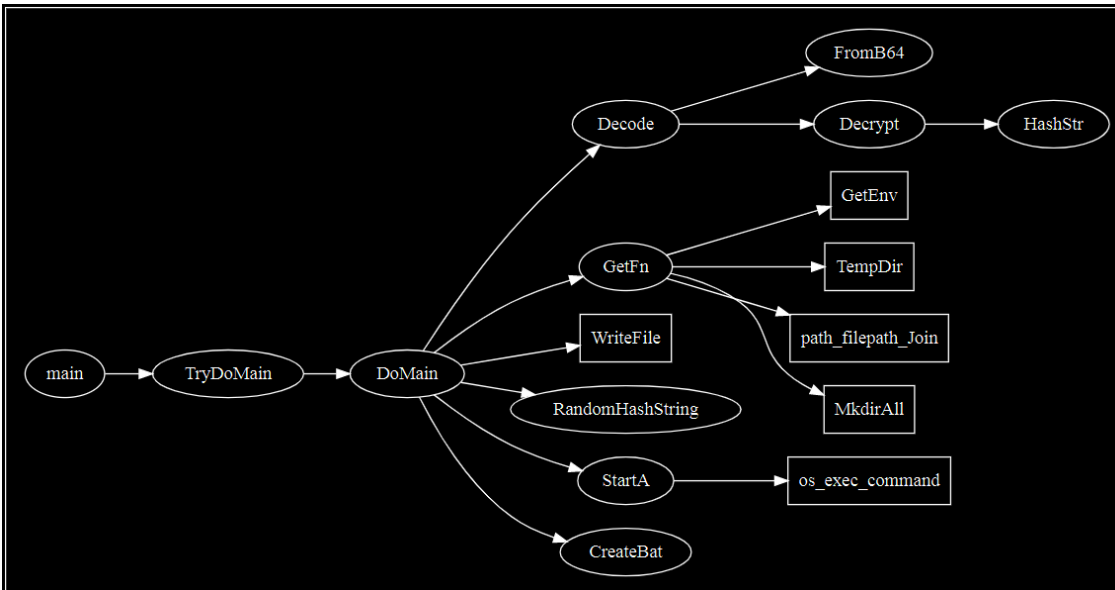 FromB64
Decode
Decrypt
HashStr
GetEnv
GetFn
TempDir
WriteFile
path_filepath_Join
main
TryDoMain
DoMain
RandomHashString
MkdirAll
StartA
os_exec_command
CreateBat